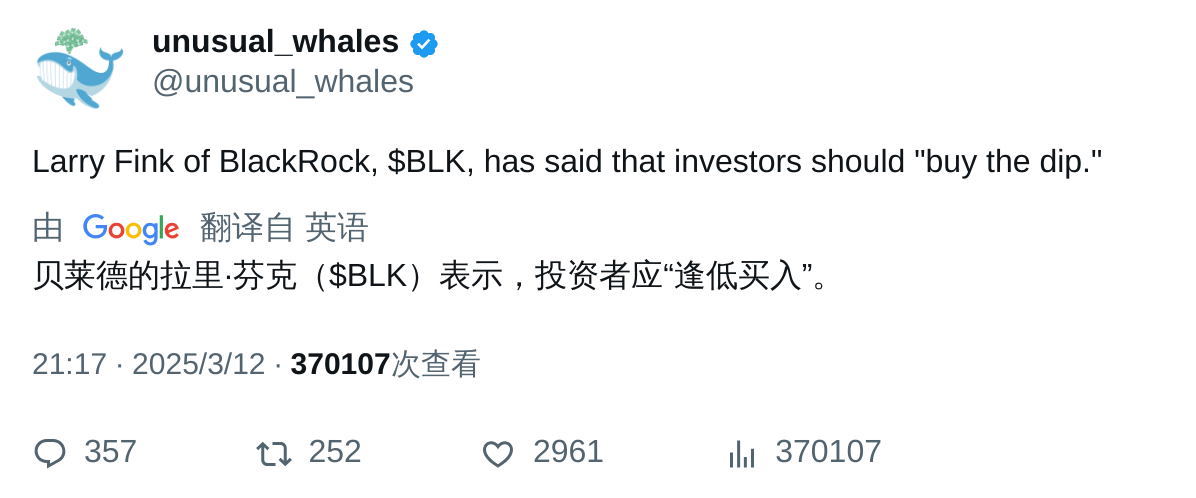 unusual_whales
@unusual_whales
Larry Fink of BlackRock, $BLK, has said that investors should "buy the dip."
由 Google 翻译自 英语
贝莱德的拉里·芬克（$BLK）表示，投资者应“逢低买入”。
21:17 · 2025/3/12 · 370107次查看
357 252 2961 370107